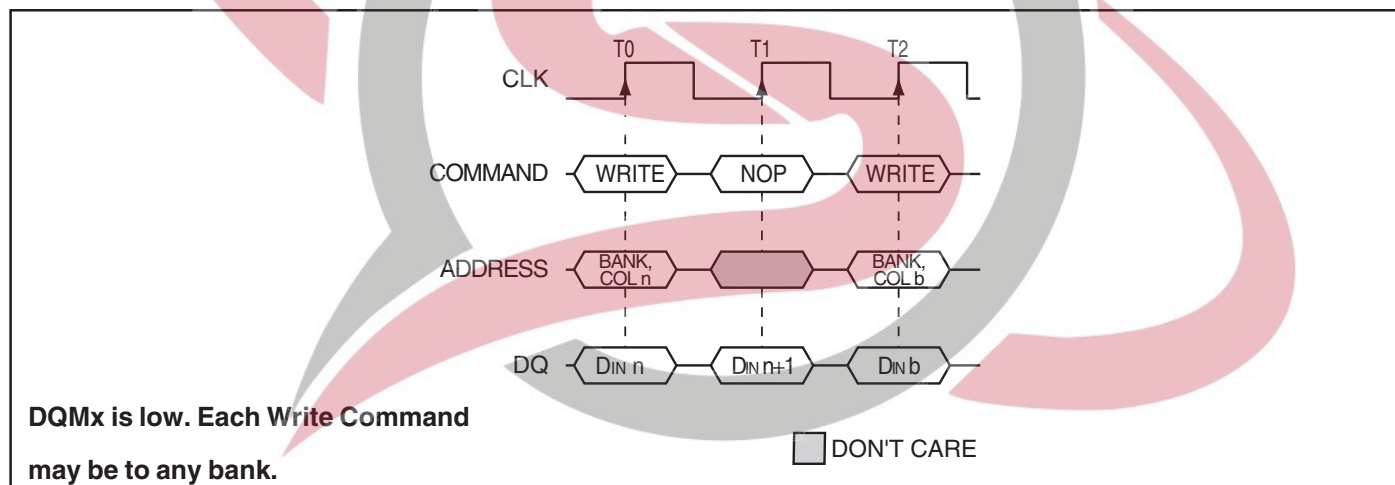 T0 T1 T2
CLK
COMMAND WRITE NOP WRITE
ADDRESS BANK, COL n BANK, COL b
DQ DIN n DIN n+1 DIN b
DQMx is low. Each Write Command
may be to any bank.
DON'T CARE